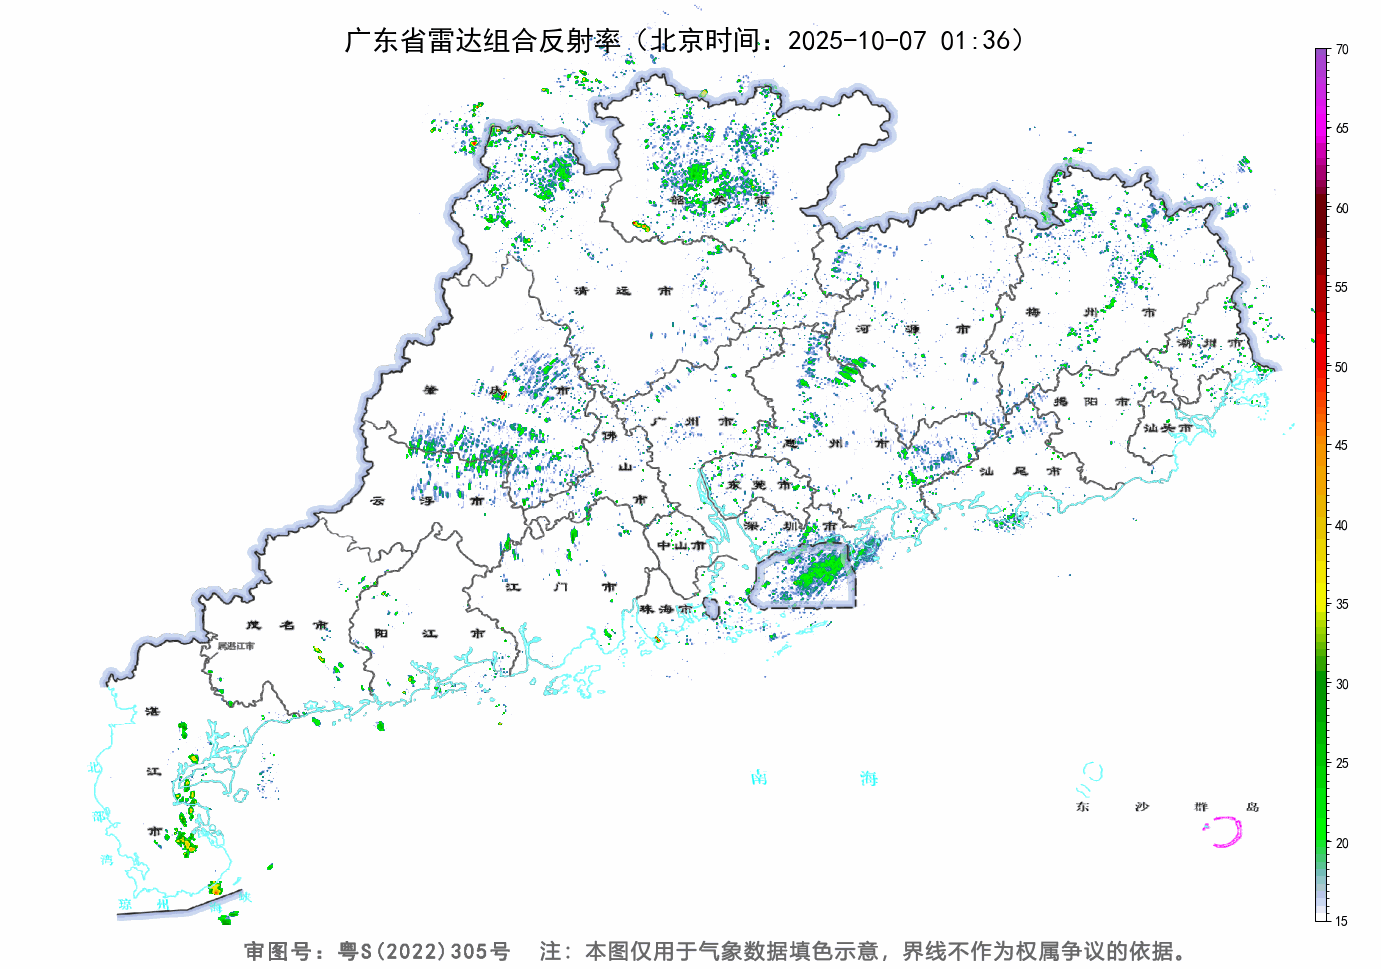 广东省雷达组合反射率（北京时间：2025-10-07 01:36）
70
65
60
55
50
45
40
35
30
25
20
15
韶关市
清远市
河源市
梅州市
潮州市
肇庆市
揭阳市
汕头市
广州市
佛山市
惠州市
汕尾市
东莞市
云浮市
深圳市
中山市
江门市
珠海市
茂名市
阳江市
属湛江市
湛江市
北部湾
南海
东沙群岛
琼州海峡
审图号：粤S(2022)305号 注：本图仅用于气象数据填色示意，界线不作为权属争议的依据。